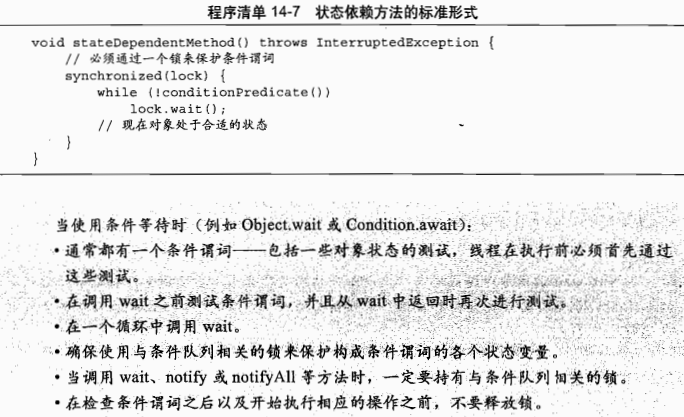 程序清单 14-7 状态依赖方法的标准形式
void stateDependentMethod() throws InterruptedException {
// 必须通过一个锁来保护条件谓词
synchronized(lock) {
while (!conditionPredicate())
lock.wait();
// 现在对象处于合适的状态
}
}
当使用条件等待时（例如 Object.wait 或 Condition.await）：
· 通常都有一个条件谓词——包括一些对象状态的测试，线程在执行前必须首先通过
这些测试。
· 在调用 wait 之前测试条件谓词，并且从 wait 中返回时再次进行测试。
· 在一个循环中调用 wait。
· 确保使用与条件队列相关的锁来保护构成条件谓词的各个状态变量。
· 当调用 wait、notify 或 notifyAll 等方法时，一定要持有与条件队列相关的锁。
· 在检查条件谓词之后以及开始执行相应的操作之前，不要释放锁。